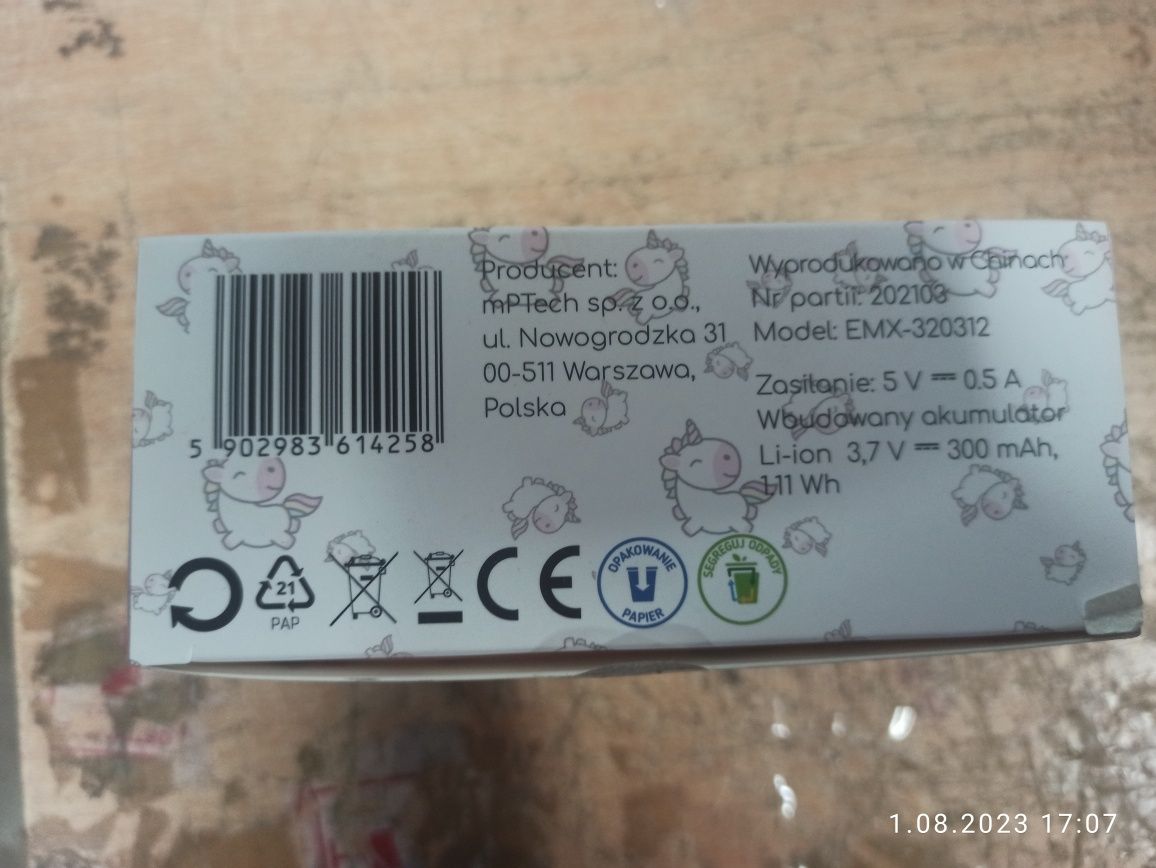 5 902983 614258
Producent:
mPTech sp. z o.o.,
ul. Nowogrodzka 31
00-511 Warszawa,
Polska
Wyprodukowano w Chinach
Nr partii: 202103
Model: EMX-320312
Zasilanie: 5 V ⎓ 0.5 A
Wbudowany akumulator
Li-ion 3,7 V ⎓ 300 mAh,
1.11 Wh
21
PAP
CE
OPAKOWANIE
PAPIER
SEGREGUJ ODPADY
1.08.2023 17:07